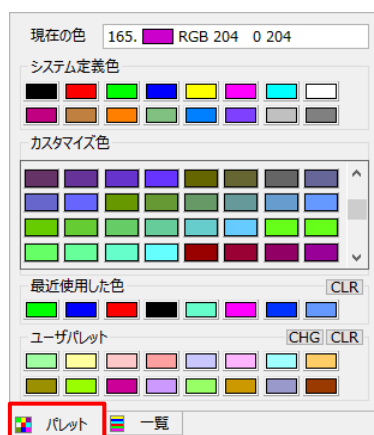 現在の色 165. RGB 204 0 204
システム定義色
カスタマイズ色
最近使用した色 CLR
ユーザパレット CHG CLR
パレット 一覧